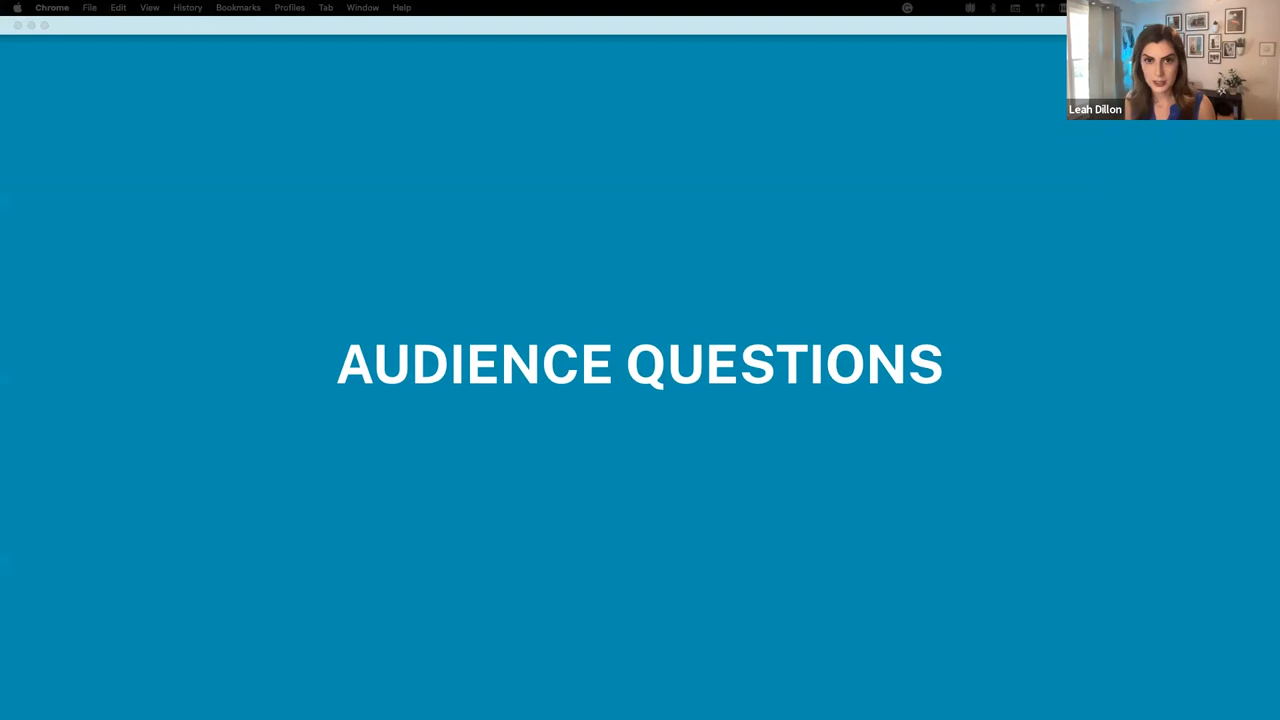 Chrome File Edit View History Bookmarks Profiles Tab Window Help
Leah Dillon
AUDIENCE QUESTIONS